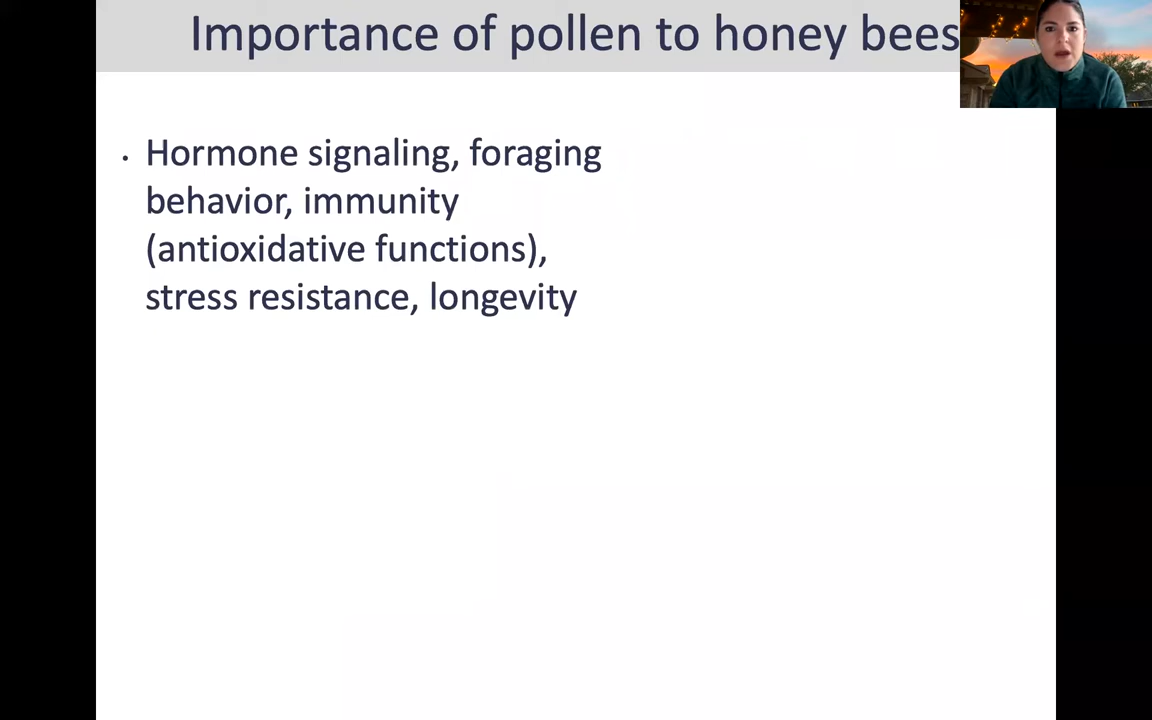 Importance of pollen to honey bees
• Hormone signaling, foraging
behavior, immunity
(antioxidative functions),
stress resistance, longevity